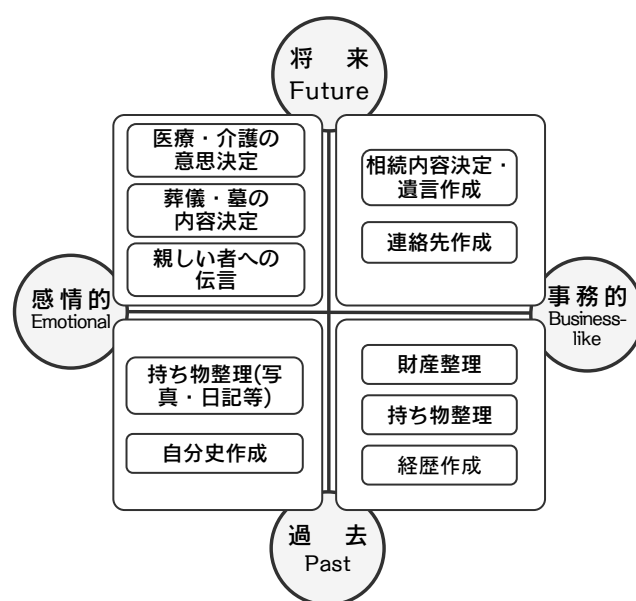 将 来
Future
医療・介護の
意思決定
葬儀・墓の
内容決定
親しい者への
伝言
相続内容決定・
遺言作成
連絡先作成
感情的
Emotional
事務的
Business-
like
持ち物整理(写
真・日記等)
自分史作成
財産整理
持ち物整理
経歴作成
過 去
Past